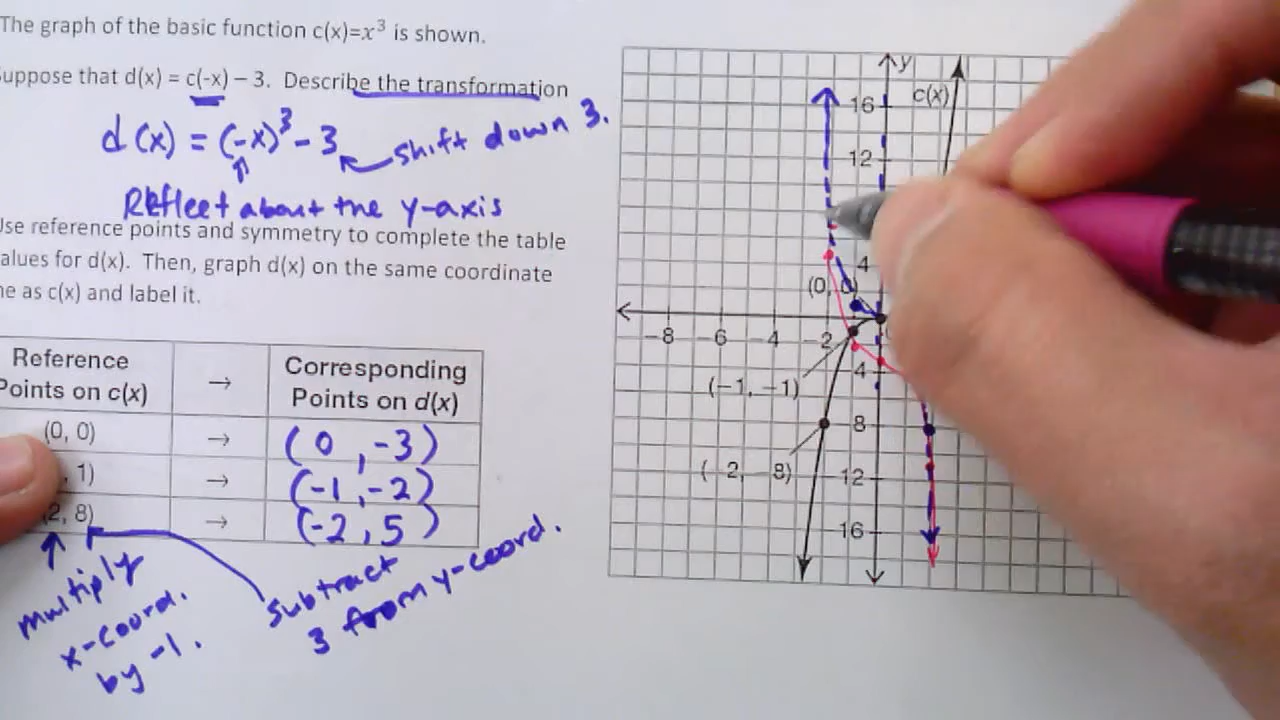 The graph of the basic function c(x)=x³ is shown.
uppose that d(x) = c(-x) – 3. Describe the transformation
d(x) = (-x)³ - 3
shift down 3.
Reflect about the y-axis
Use reference points and symmetry to complete the table
alues for d(x). Then, graph d(x) on the same coordinate
ne as c(x) and label it.
Reference Points on c(x) → Corresponding Points on d(x)
(0, 0) → (0, -3)
, 1) → (-1, -2)
(2, 8) → (-2, 5)
multiply
x-coord.
by -1.
Subtract
3 from y-coord.
y
c(x)
16
12
4
(0,
−8 −6 −4 −2
(−1, −1)
−4
8
(−2, −8)
−12
16